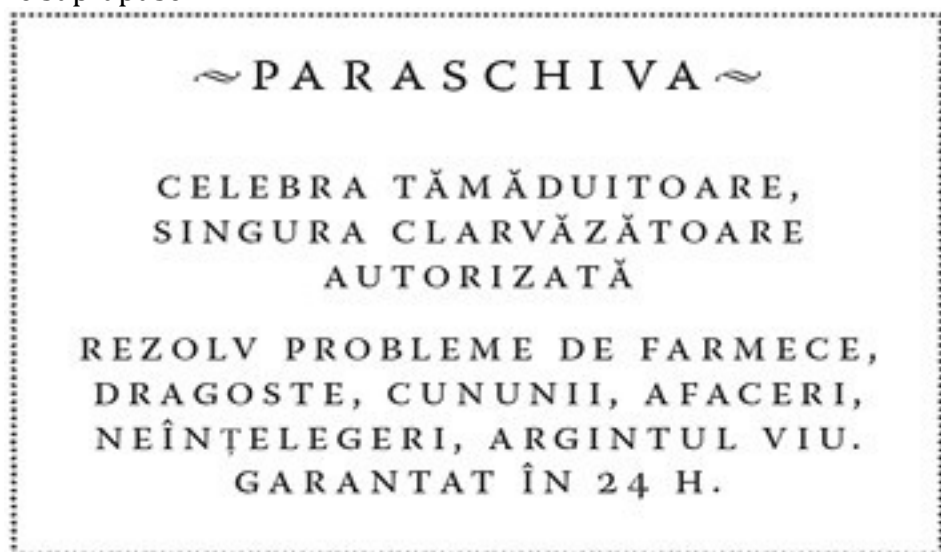 ~PARASCHIVA~
CELEBRA TĂMĂDUITOARE,
SINGURA CLARVĂZĂTOARE
AUTORIZATĂ
REZOLV PROBLEME DE FARMECE,
DRAGOSTE, CUNUNII, AFACERI,
NEÎNȚELEGERI, ARGINTUL VIU.
GARANTAT ÎN 24 H.